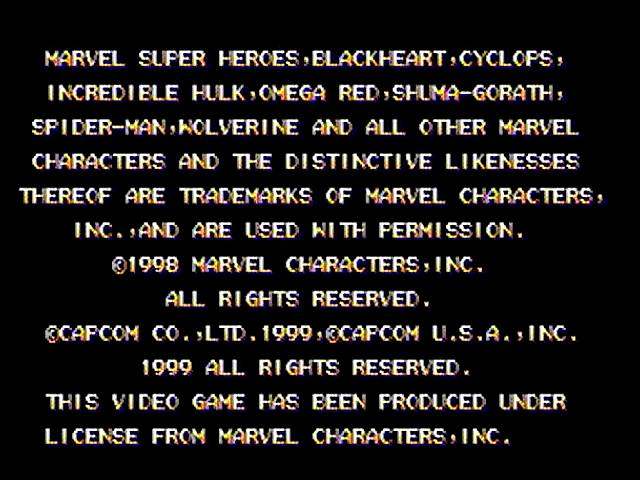 MARVEL SUPER HEROES,BLACKHEART,CYCLOPS,
INCREDIBLE HULK,OMEGA RED,SHUMA-GORATH,
SPIDER-MAN,WOLVERINE AND ALL OTHER MARVEL
CHARACTERS AND THE DISTINCTIVE LIKENESSES
THEREOF ARE TRADEMARKS OF MARVEL CHARACTERS,
INC.,AND ARE USED WITH PERMISSION.
©1998 MARVEL CHARACTERS,INC.
ALL RIGHTS RESERVED.
©CAPCOM CO.,LTD.1999,©CAPCOM U.S.A.,INC.
1999 ALL RIGHTS RESERVED.
THIS VIDEO GAME HAS BEEN PRODUCED UNDER
LICENSE FROM MARVEL CHARACTERS,INC.